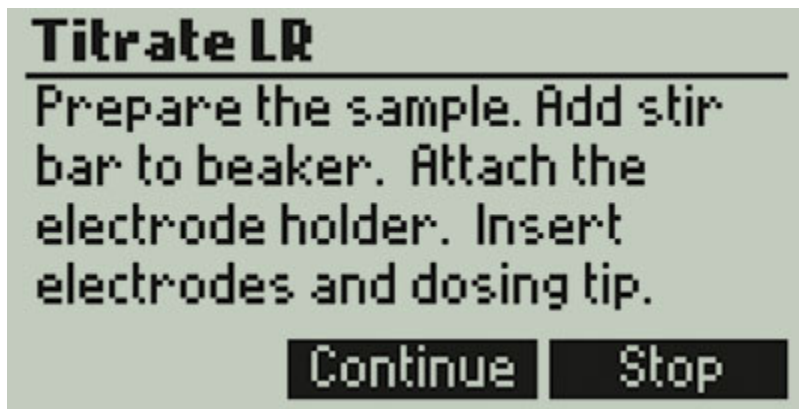 Titrate LR
Prepare the sample. Add stir
bar to beaker. Attach the
electrode holder. Insert
electrodes and dosing tip.
Continue Stop